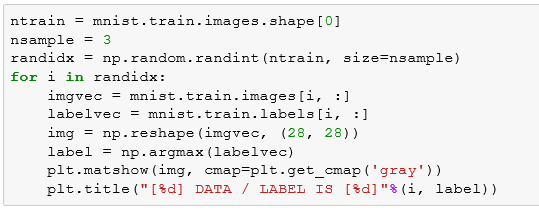 ntrain = mnist.train.images.shape[0]
nsample = 3
randidx = np.random.randint(ntrain, size=nsample)
for i in randidx:
    imgvec = mnist.train.images[i, :]
    labelvec = mnist.train.labels[i, :]
    img = np.reshape(imgvec, (28, 28))
    label = np.argmax(labelvec)
    plt.matshow(img, cmap=plt.get_cmap('gray'))
    plt.title("[%d] DATA / LABEL IS [%d]"%(i, label))